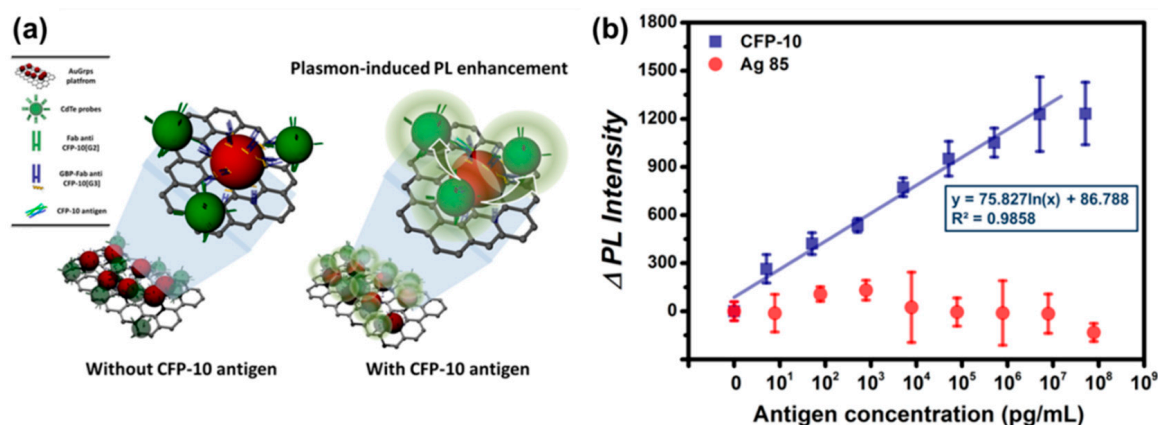 (a)
AuGrps
platfrom
CdTe probes
Fab anti
CFP-10[G2]
GBP-Fab anti
CFP-10[G3]
CFP-10 antigen
Plasmon-induced PL enhancement
Without CFP-10 antigen
With CFP-10 antigen
(b)
CFP-10
Ag 85
y = 75.827ln(x) + 86.788
R² = 0.9858
Δ PL Intensity
1800
1500
1200
900
600
300
0
0 10¹ 10² 10³ 10⁴ 10⁵ 10⁶ 10⁷ 10⁸ 10⁹
Antigen concentration (pg/mL)